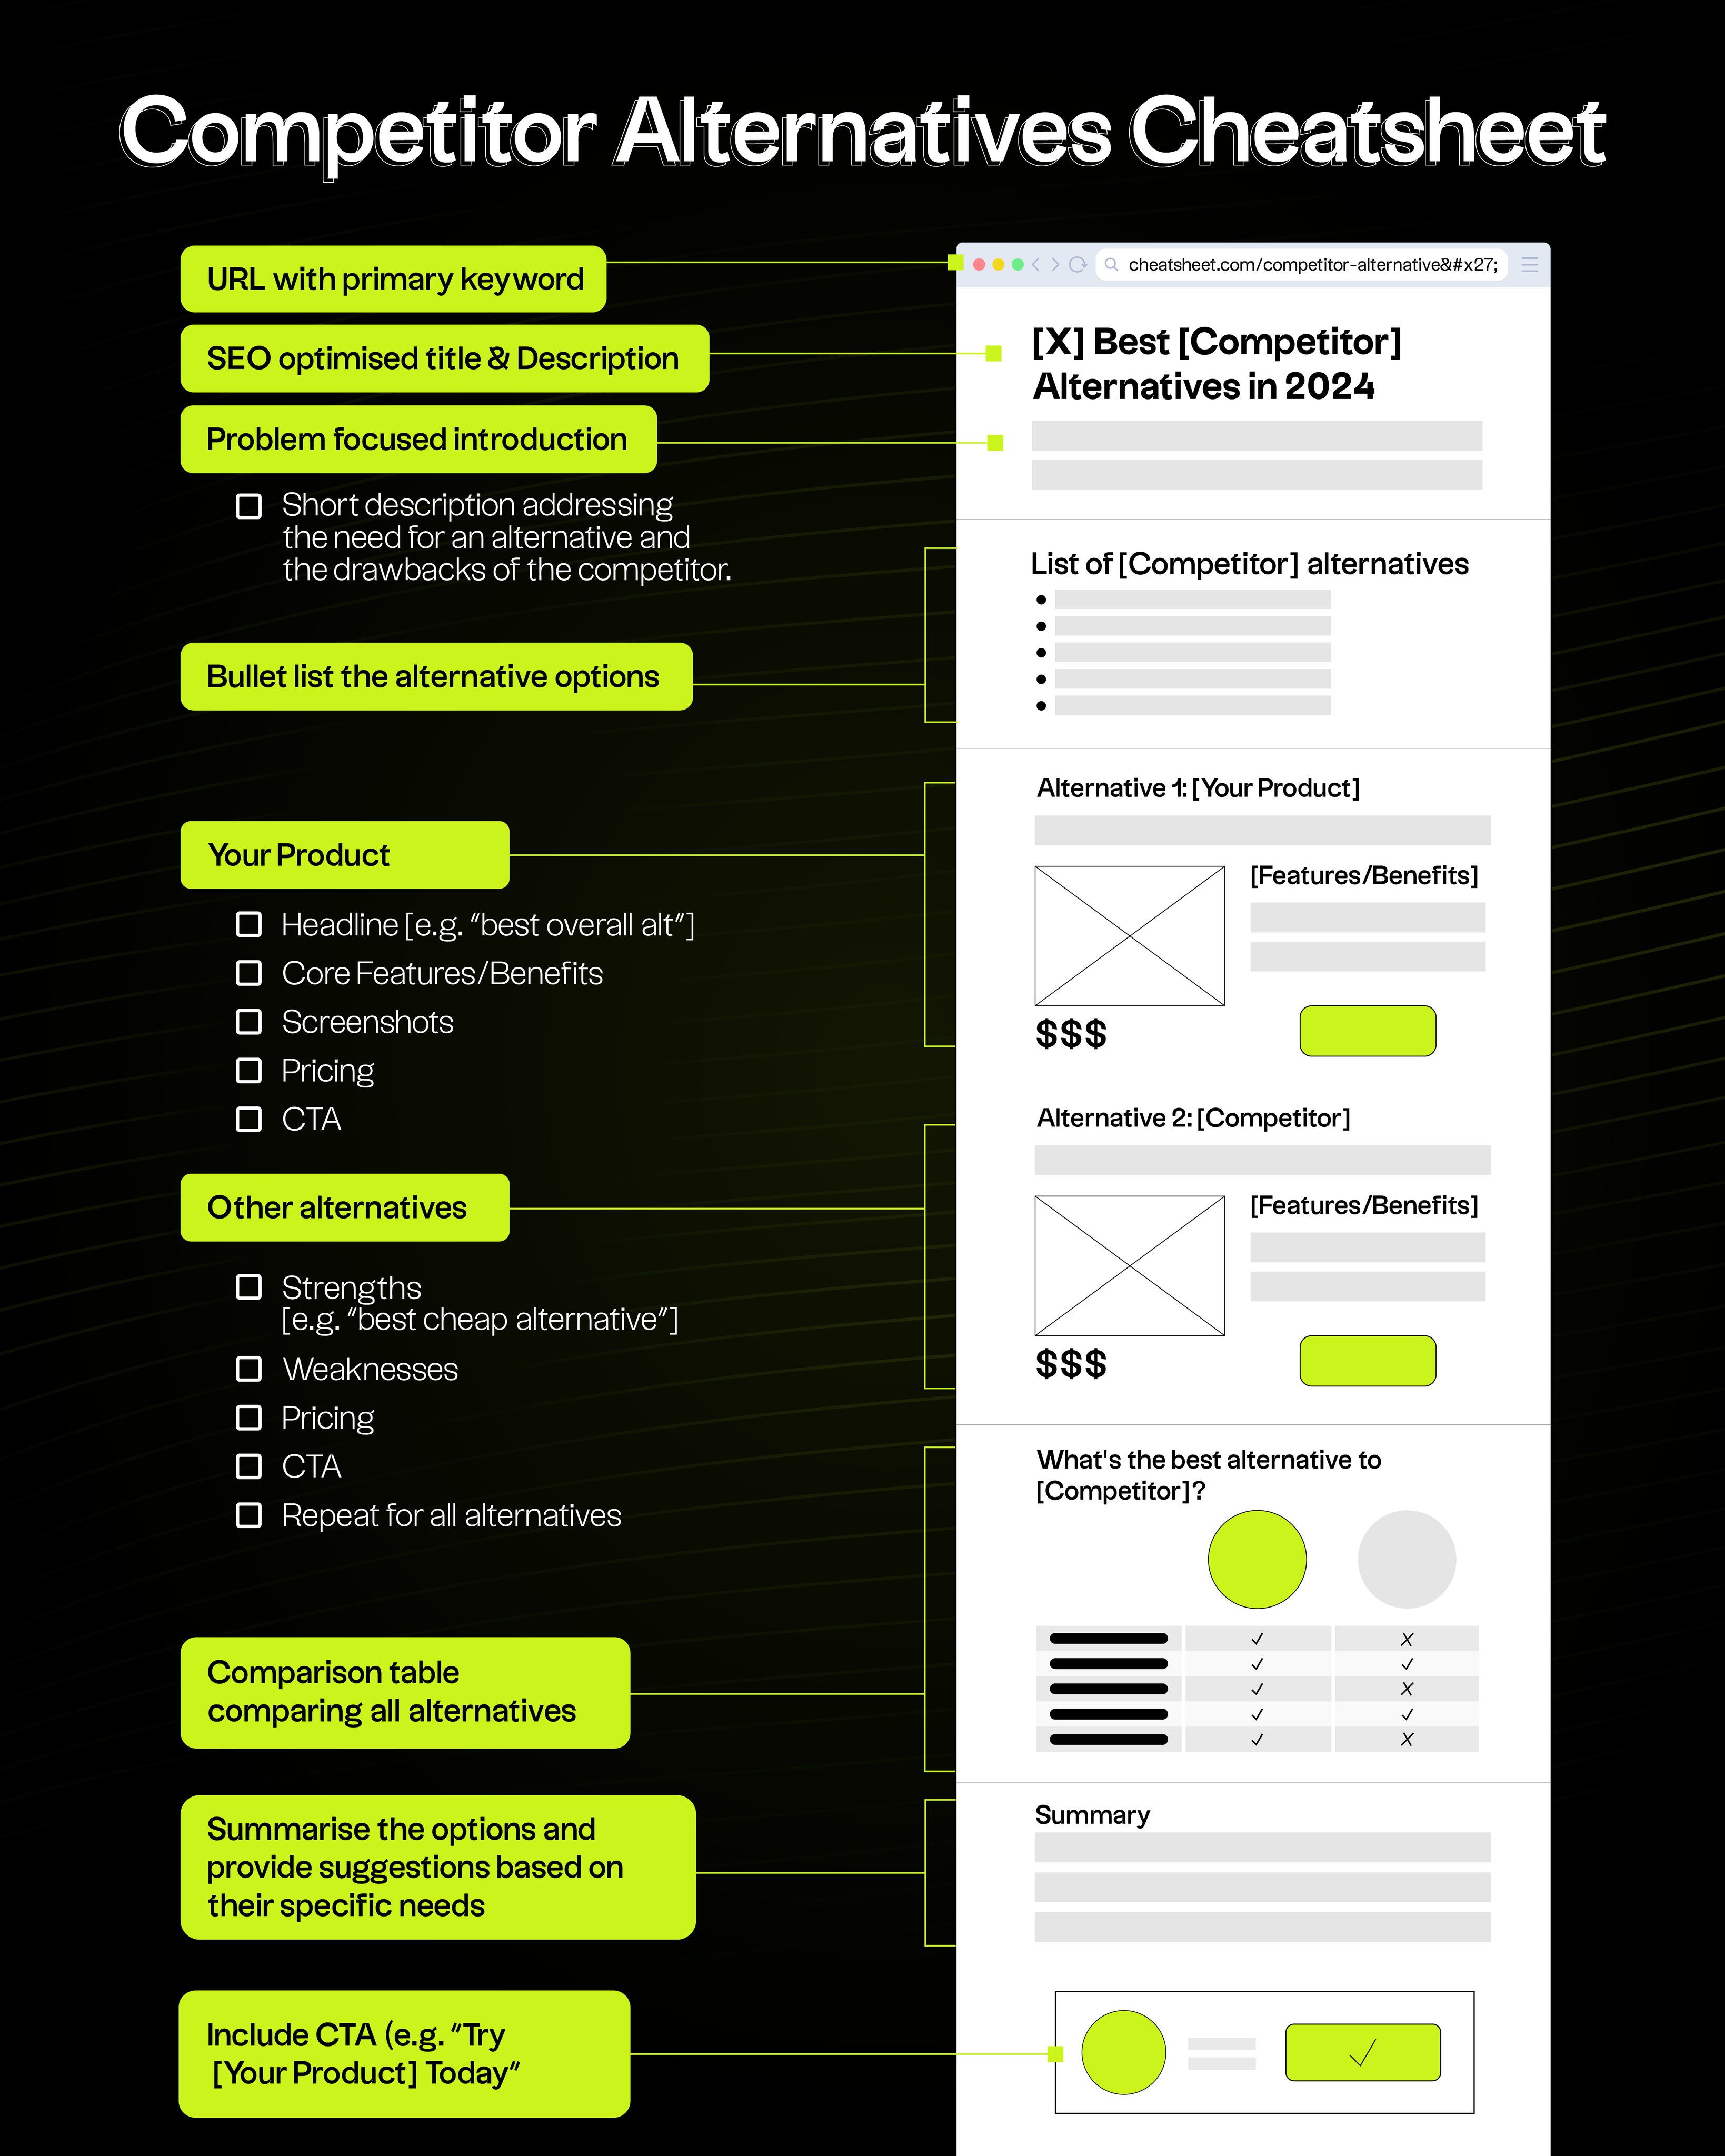 Competitor Alternatives Cheatsheet
URL with primary keyword
SEO optimised title & Description
Problem focused introduction
Short description addressing
the need for an alternative and
the drawbacks of the competitor.
Bullet list the alternative options
Your Product
Headline [e.g. “best overall alt”]
Core Features/Benefits
Screenshots
Pricing
CTA
Other alternatives
Strengths
[e.g. “best cheap alternative”]
Weaknesses
Pricing
CTA
Repeat for all alternatives
Comparison table
comparing all alternatives
Summarise the options and
provide suggestions based on
their specific needs
Include CTA (e.g. “Try
[Your Product] Today”
cheatsheet.com/competitor-alternative&#x27;
[X] Best [Competitor]
Alternatives in 2024
List of [Competitor] alternatives
Alternative 1: [Your Product]
[Features/Benefits]
$$$
Alternative 2: [Competitor]
[Features/Benefits]
$$$
What's the best alternative to
[Competitor]?
Summary